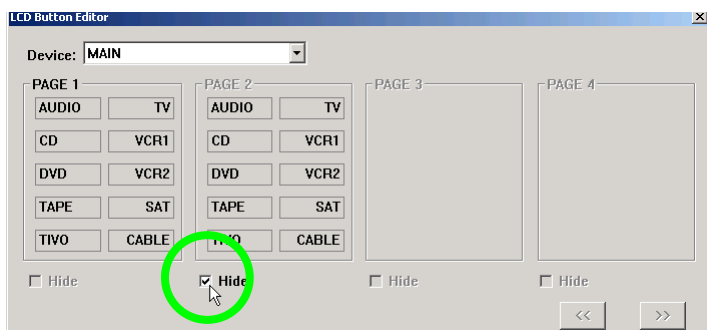 LCD Button Editor
Device: MAIN
PAGE 1 PAGE 2 PAGE 3 PAGE 4
AUDIO TV AUDIO TV
CD VCR1 CD VCR1
DVD VCR2 DVD VCR2
TAPE SAT TAPE SAT
TIVO CABLE TIVO CABLE
Hide Hide Hide Hide
<< >>